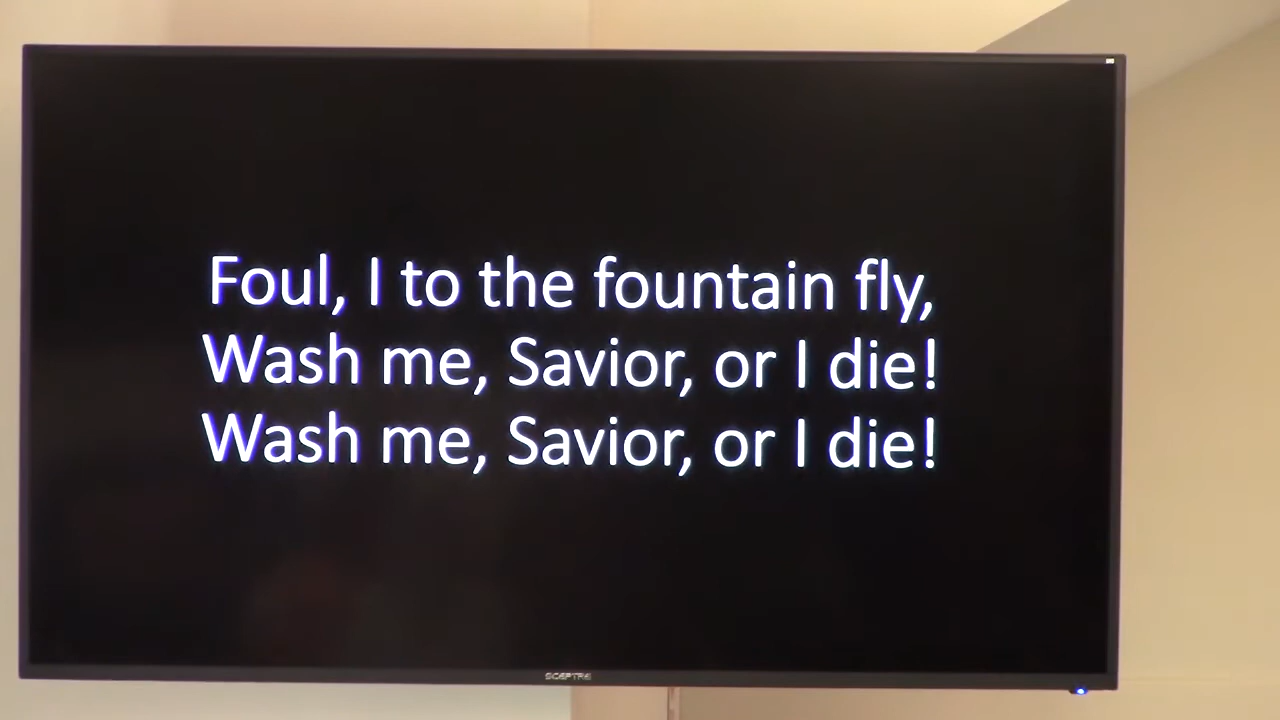 Foul, I to the fountain fly,
Wash me, Savior, or I die!
Wash me, Savior, or I die!
SCEPTRE